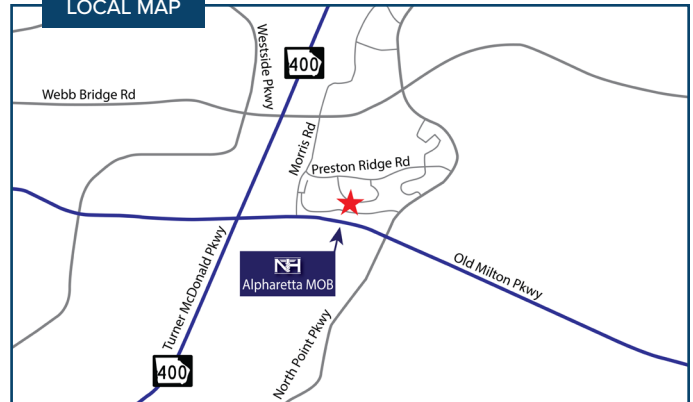 LOCAL MAP
Westside Pkwy
400
Webb Bridge Rd
Morris Rd
Preston Ridge Rd
NH
Alpharetta MOB
Turner McDonald Pkwy
Old Milton Pkwy
North Point Pkwy
400